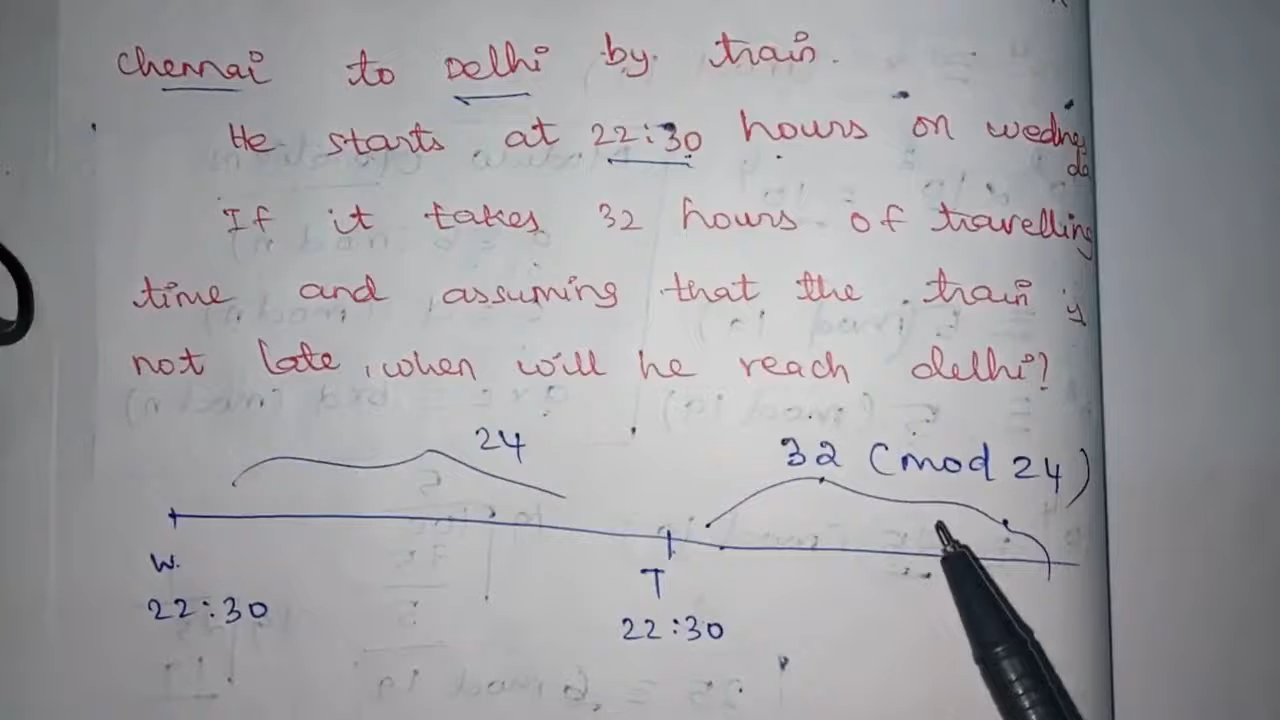 Chennai to Delhi by train.
He starts at 22:30 hours on wednes
da
If it takes 32 hours of travelling
time and assuming that the train is
not late, when will he reach delhi?
24
32 (mod 24)
W.
T
22:30
22:30